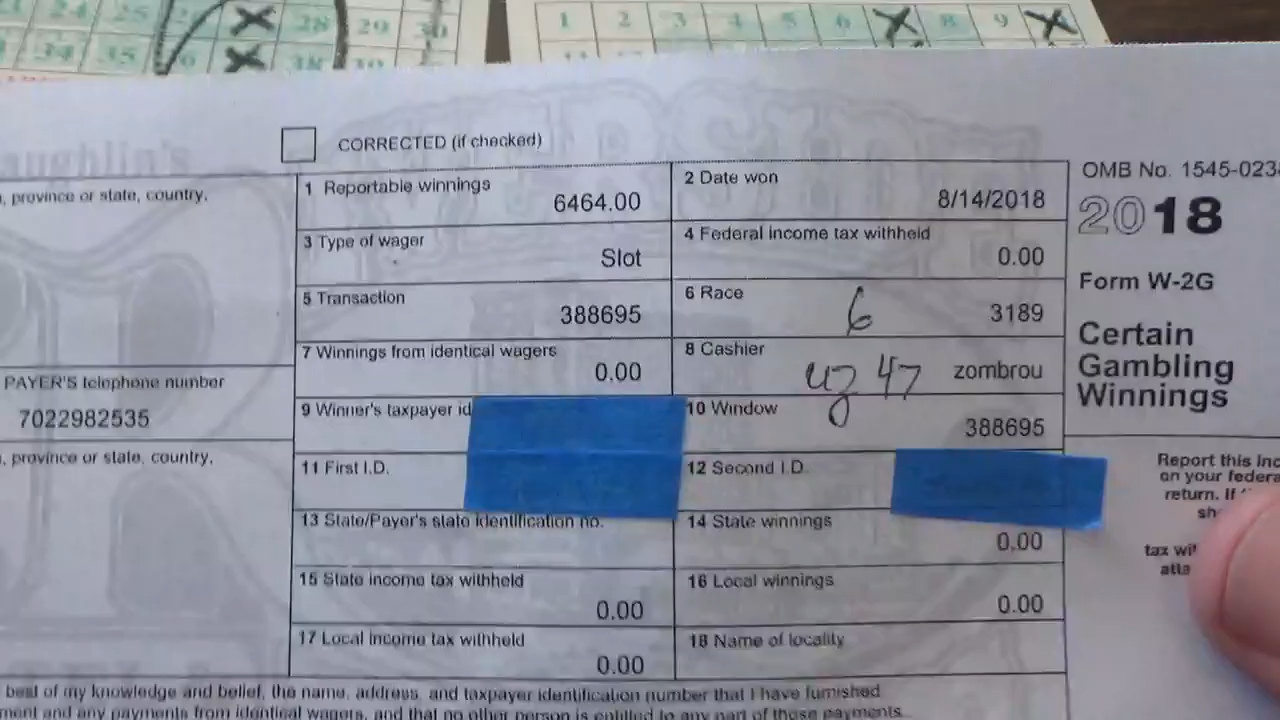 24 25 28 29 30
34 35 38
1 2 3 4 5 6 8 9
CORRECTED (if checked)
, province or state, country,
1 Reportable winnings
6464.00
2 Date won
8/14/2018
OMB No. 1545-023
2018
3 Type of wager
Slot
4 Federal income tax withheld
0.00
Form W-2G
5 Transaction
388695
6 Race
6
3189
Certain
Gambling
Winnings
7 Winnings from identical wagers
0.00
8 Cashier
47 zombrou
PAYER'S telephone number
7022982535
9 Winner's taxpayer id
10 Window
388695
, province or state, country,
11 First I.D.
12 Second I.D.
Report this inc
on your federa
return. If
sh
13 State/Payer's state identification no.
14 State winnings
0.00
tax wi
atta
15 State income tax withheld
0.00
16 Local winnings
0.00
17 Local income tax withheld
0.00
18 Name of locality
best of my knowledge and belief, the name, address, and taxpayer identification number that I have furnished
ment and any payments from identical wagers, and that no other person is entitled to any part of these payments.